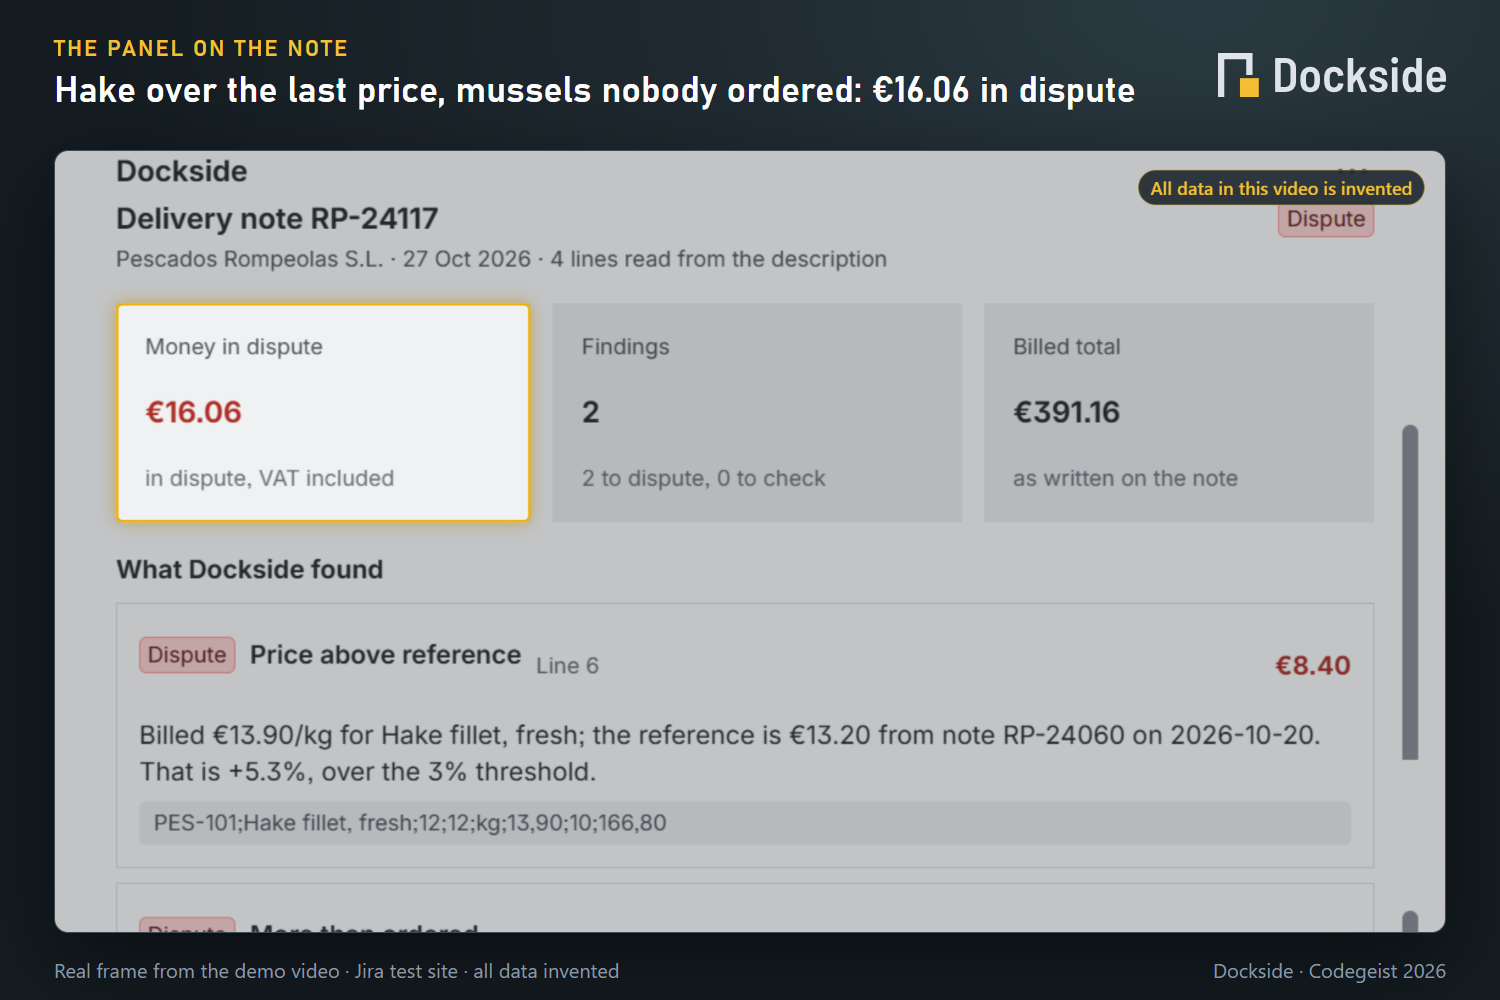 THE PANEL ON THE NOTE
Hake over the last price, mussels nobody ordered: €16.06 in dispute
Dockside
Dockside
All data in this video is invented
Delivery note RP-24117
Dispute
Pescados Rompeolas S.L. · 27 Oct 2026 · 4 lines read from the description
Money in dispute
€16.06
in dispute, VAT included
Findings
2
2 to dispute, 0 to check
Billed total
€391.16
as written on the note
What Dockside found
Dispute Price above reference Line 6 €8.40
Billed €13.90/kg for Hake fillet, fresh; the reference is €13.20 from note RP-24060 on 2026-10-20.
That is +5.3%, over the 3% threshold.
PES-101;Hake fillet, fresh;12;12;kg;13,90;10;166,80
Dispute More than ordered
Real frame from the demo video · Jira test site · all data invented
Dockside · Codegeist 2026